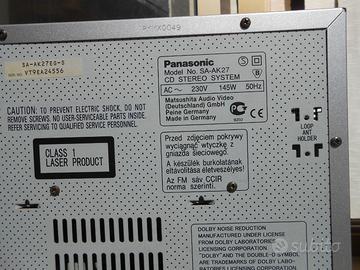 SA-AK27EG-S
VT9EA24556
Panasonic
Model No. SA-AK27
CD STEREO SYSTEM
AC ~ 230V 145W 50Hz
Matsushita Audio Video
(Deutschland) GmbH
Peine Germany
Made in Germany
CAUTION: TO PREVENT ELECTRIC SHOCK, DO NOT
REMOVE SCREWS. NO USER-SERVICEABLE PARTS INSIDE.
REFER SERVICING TO QUALIFIED SERVICE PERSONNEL.
CLASS 1
LASER PRODUCT
Przed zdjęciem pokrywy
wyciągnąć wtyczkę z
gniazda sieciowego.
A készülék burkolatának
eltávolítása életveszélyes!
Az FM sáv CCIR
norma szerinti.
LOOP
ANT
HOLDER
DOLBY NOISE REDUCTION
MANUFACTURED UNDER LICENSE
FROM DOLBY LABORATORIES
LICENSING CORPORATION.
"DOLBY" AND THE DOUBLE-D SYMBOL
ARE TRADEMARKS OF DOLBY
LABORATORIES LICENSING CORPORATION.
subito